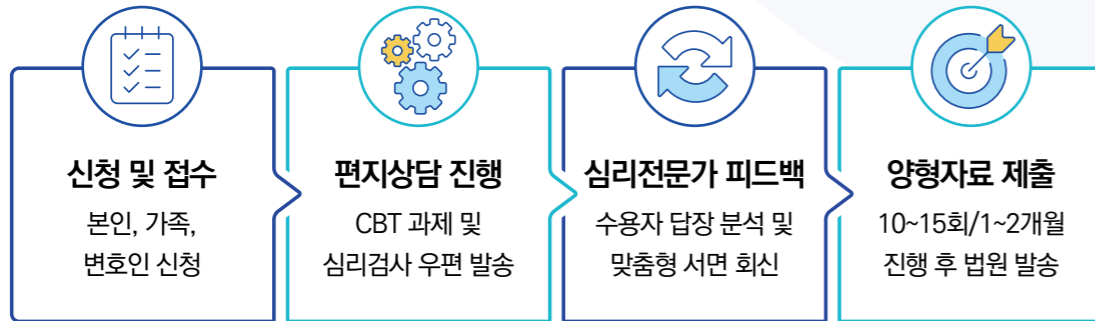 신청 및 접수
본인, 가족,
변호인 신청
편지상담 진행
CBT 과제 및
심리검사 우편 발송
심리전문가 피드백
수용자 답장 분석 및
맞춤형 서면 회신
양형자료 제출
10~15회/1~2개월
진행 후 법원 발송